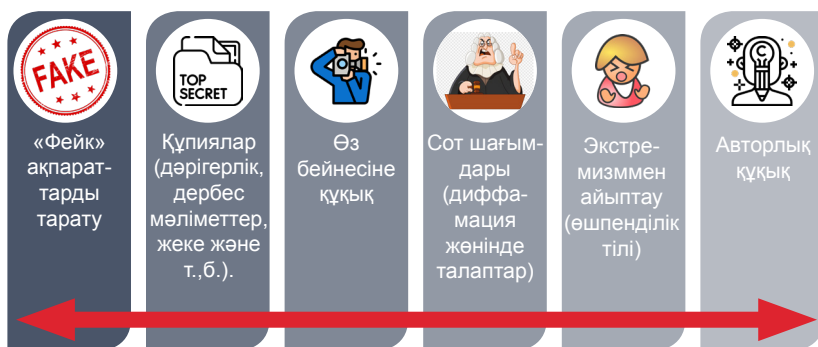 FAKE
«Фейк»
ақпарат-
тарды
тарату
TOP
SECRET
Құпиялар
(дәрігерлік,
дербес
мәліметтер,
жеке және
т.,б.).
Өз
бейнесіне
құқық
Сот шағым-
дары
(диффа-
мация
жөнінде
талаптар)
Экстре-
мизммен
айыптау
(өшпенділік
тілі)
C
Авторлық
құқық